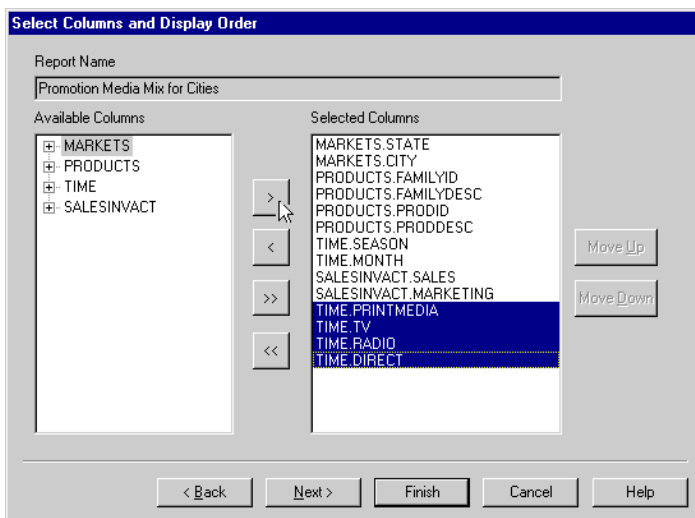 Select Columns and Display Order
Report Name
Promotion Media Mix for Cities
Available Columns
Selected Columns
MARKETS
PRODUCTS
TIME
SALESINVACT
>
<
>>
<<
MARKETS.STATE
MARKETS.CITY
PRODUCTS.FAMILYID
PRODUCTS.FAMILYDESC
PRODUCTS.PRODID
PRODUCTS.PRODDESC
TIME.SEASON
TIME.MONTH
SALESINVACT.SALES
SALESINVACT.MARKETING
TIME.PRINTMEDIA
TIME.TV
TIME.RADIO
TIME.DIRECT
Move Up
Move Down
< Back
Next >
Finish
Cancel
Help